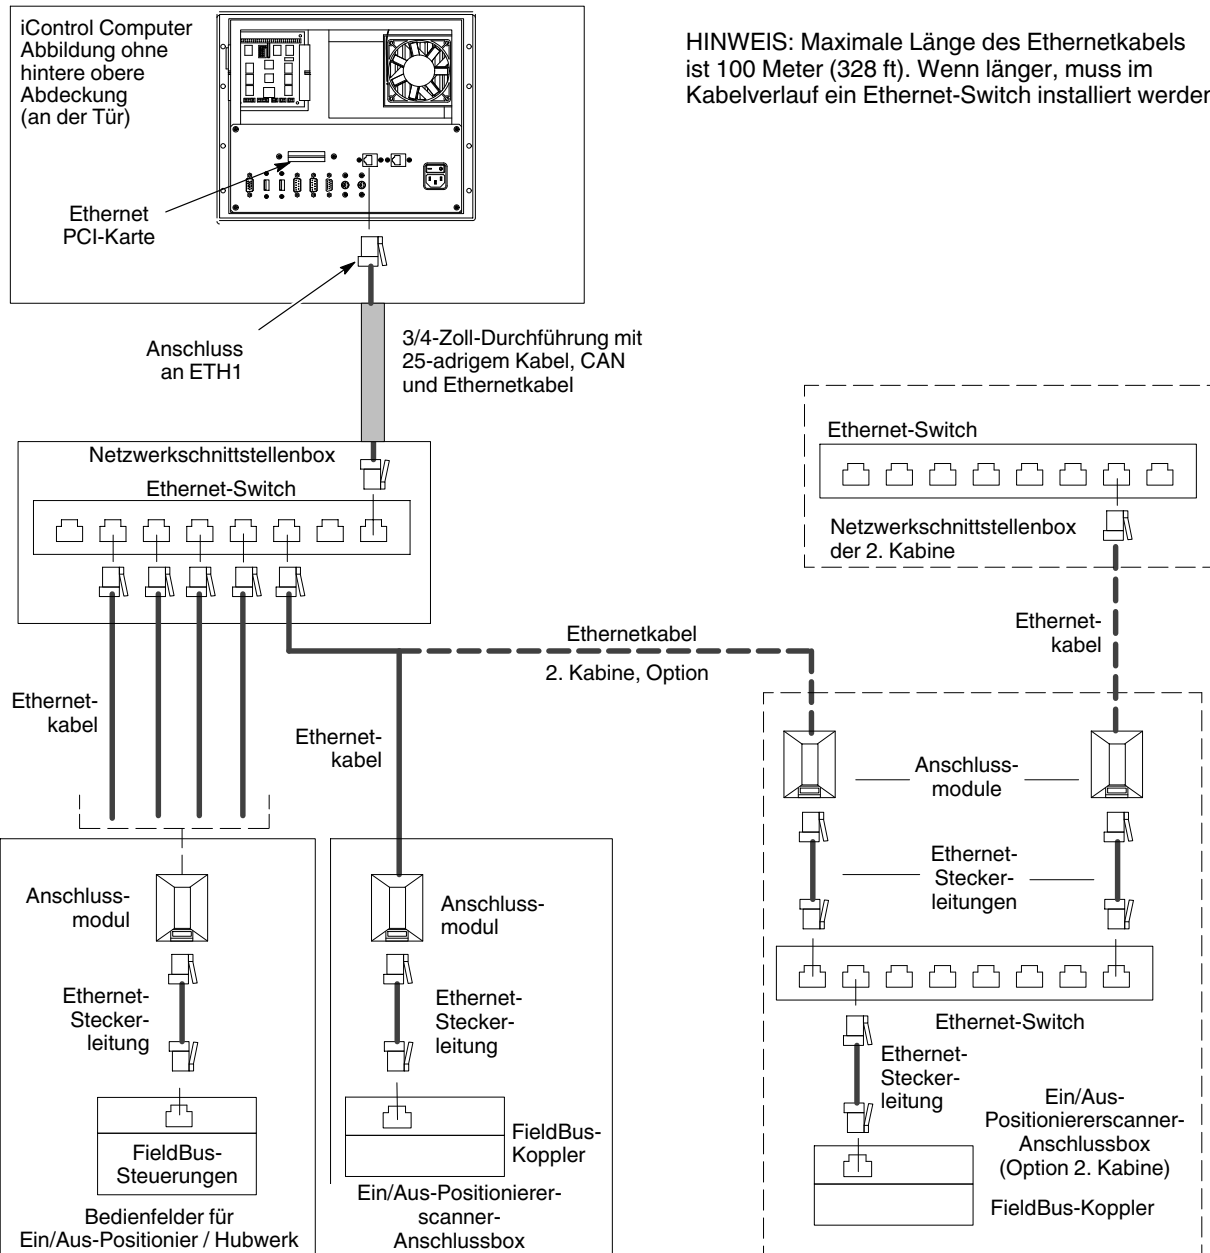 iControl Computer
Abbildung ohne
hintere obere
Abdeckung
(an der Tür)
HINWEIS: Maximale Länge des Ethernetkabels
ist 100 Meter (328 ft). Wenn länger, muss im
Kabelverlauf ein Ethernet-Switch installiert werden
Ethernet
PCI-Karte
Anschluss
an ETH1
3/4-Zoll-Durchführung mit
25-adrigem Kabel, CAN
und Ethernetkabel
Netzwerkschnittstellenbox
Ethernet-Switch
Ethernet-Switch
Netzwerkschnittstellenbox
der 2. Kabine
Ethernet-
kabel
Ethernetkabel
2. Kabine, Option
Ethernet-
kabel
Ethernet-
kabel
Anschluss-
module
Ethernet-
Stecker-
leitungen
Anschluss-
modul
Anschluss-
modul
Ethernet-
Stecker-
leitung
Ethernet-
Stecker-
leitung
Ethernet-Switch
Ethernet-
Stecker-
leitung
Ein/Aus-
Positioniererscanner-
Anschlussbox
(Option 2. Kabine)
FieldBus-Koppler
FieldBus-
Steuerungen
FieldBus-
Koppler
Bedienfelder für
Ein/Aus-Positionier / Hubwerk
Ein/Aus-Positionierer-
scanner-
Anschlussbox